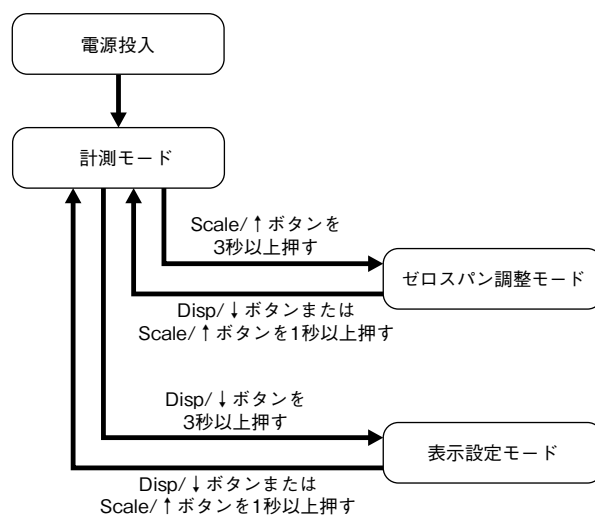 電源投入
計測モード
Scale/↑ボタンを
3秒以上押す
ゼロスパン調整モード
Disp/↓ボタンまたは
Scale/↑ボタンを1秒以上押す
Disp/↓ボタンを
3秒以上押す
表示設定モード
Disp/↓ボタンまたは
Scale/↑ボタンを1秒以上押す